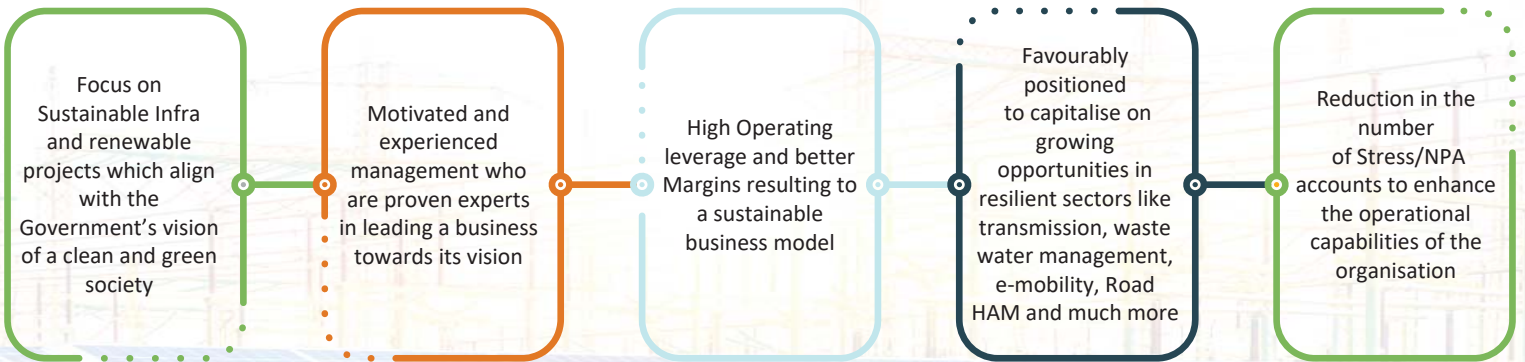 Focus on
Sustainable Infra
and renewable
projects which align
with the
Government’s vision
of a clean and green
society
Motivated and
experienced
management who
are proven experts
in leading a business
towards its vision
High Operating
leverage and better
Margins resulting to
a sustainable
business model
Favourably
positioned
to capitalise on
growing
opportunities in
resilient sectors like
transmission, waste
water management,
e-mobility, Road
HAM and much more
Reduction in the
number
of Stress/NPA
accounts to enhance
the operational
capabilities of the
organisation